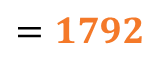 = 1792